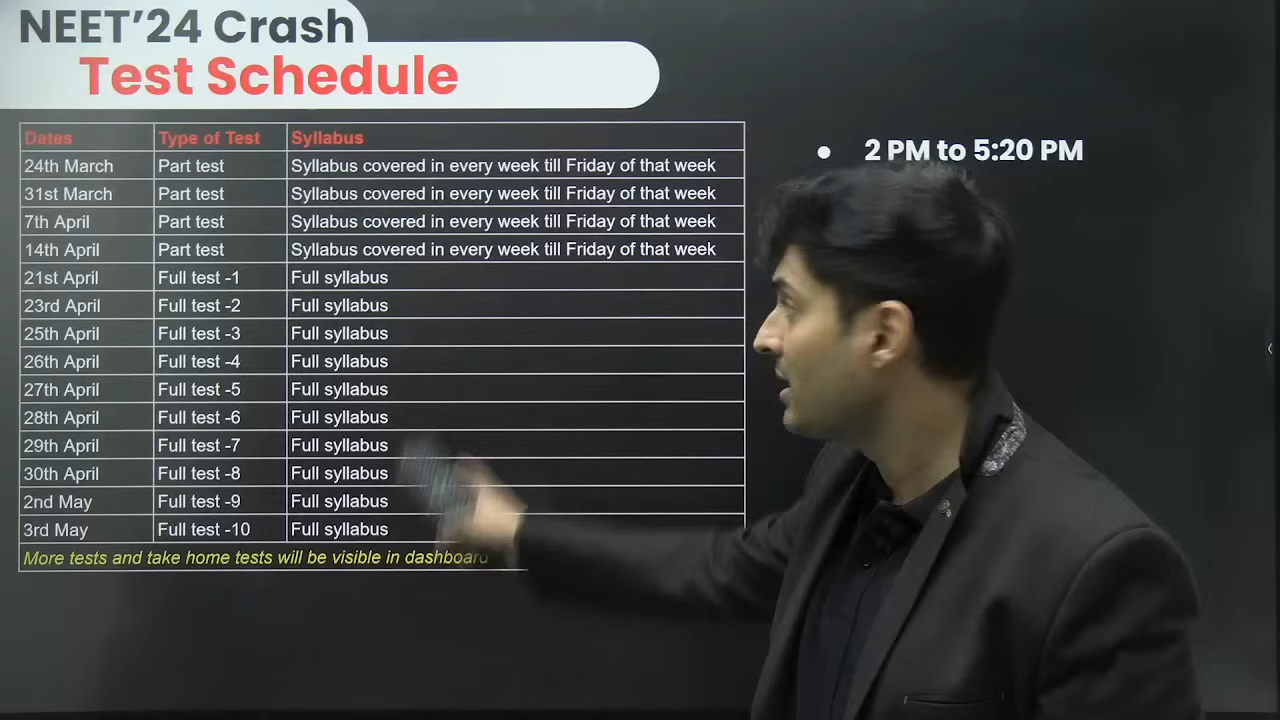 NEET’24 Crash
Test Schedule
Dates Type of Test Syllabus
24th March Part test Syllabus covered in every week till Friday of that week
31st March Part test Syllabus covered in every week till Friday of that week
7th April Part test Syllabus covered in every week till Friday of that week
14th April Part test Syllabus covered in every week till Friday of that week
21st April Full test -1 Full syllabus
23rd April Full test -2 Full syllabus
25th April Full test -3 Full syllabus
26th April Full test -4 Full syllabus
27th April Full test -5 Full syllabus
28th April Full test -6 Full syllabus
29th April Full test -7 Full syllabus
30th April Full test -8 Full syllabus
2nd May Full test -9 Full syllabus
3rd May Full test -10 Full syllabus
More tests and take home tests will be visible in dashboard
• 2 PM to 5:20 PM